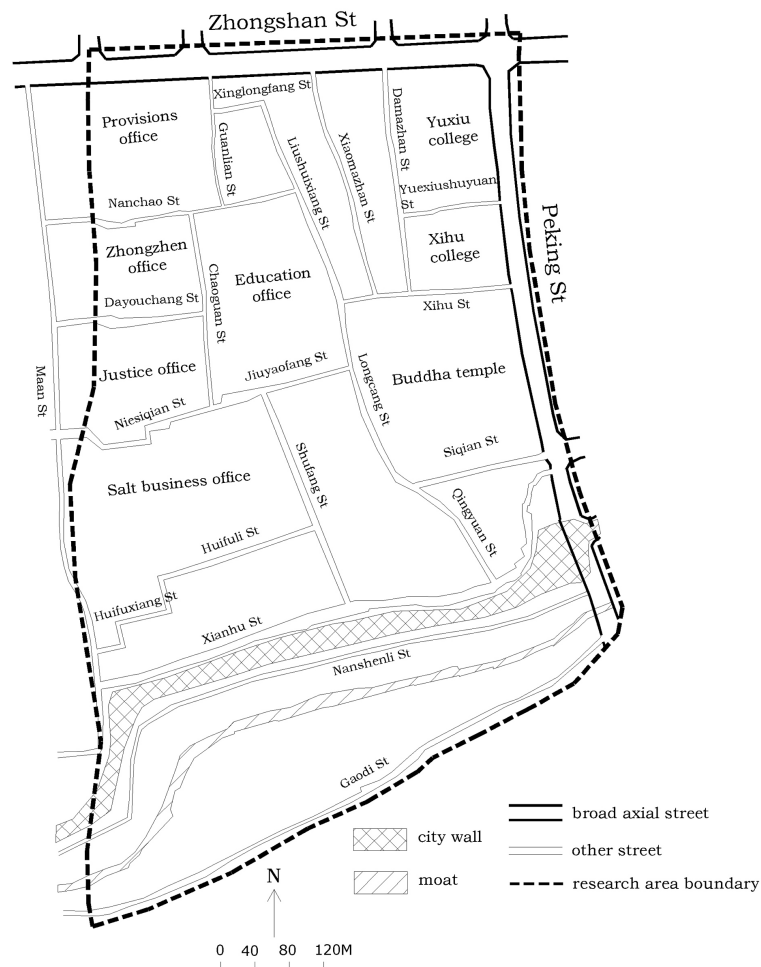 Zhongshan St
Xinglongfang St
Provisions
office
Guanlian St
Liushuixiang St
Xiaomazhan St
Damazhan St
Yuxiu
college
Yuexiushuyuan
St
Nanchao St
Peking St
Zhongzhen
office
Chaoguan St
Education
office
Xihu
college
Dayouchang St
Xihu St
Maan St
Justice office
Jiuyaofang St
Longcang St
Buddha temple
Niesiqian St
Siqian St
Salt business office
Shufang St
Qingyuan St
Huifuli St
Huifuxiang St
Xianhu St
Nanshenli St
Gaodi St
city wall
moat
broad axial street
other street
research area boundary
N
0 40 80 120M